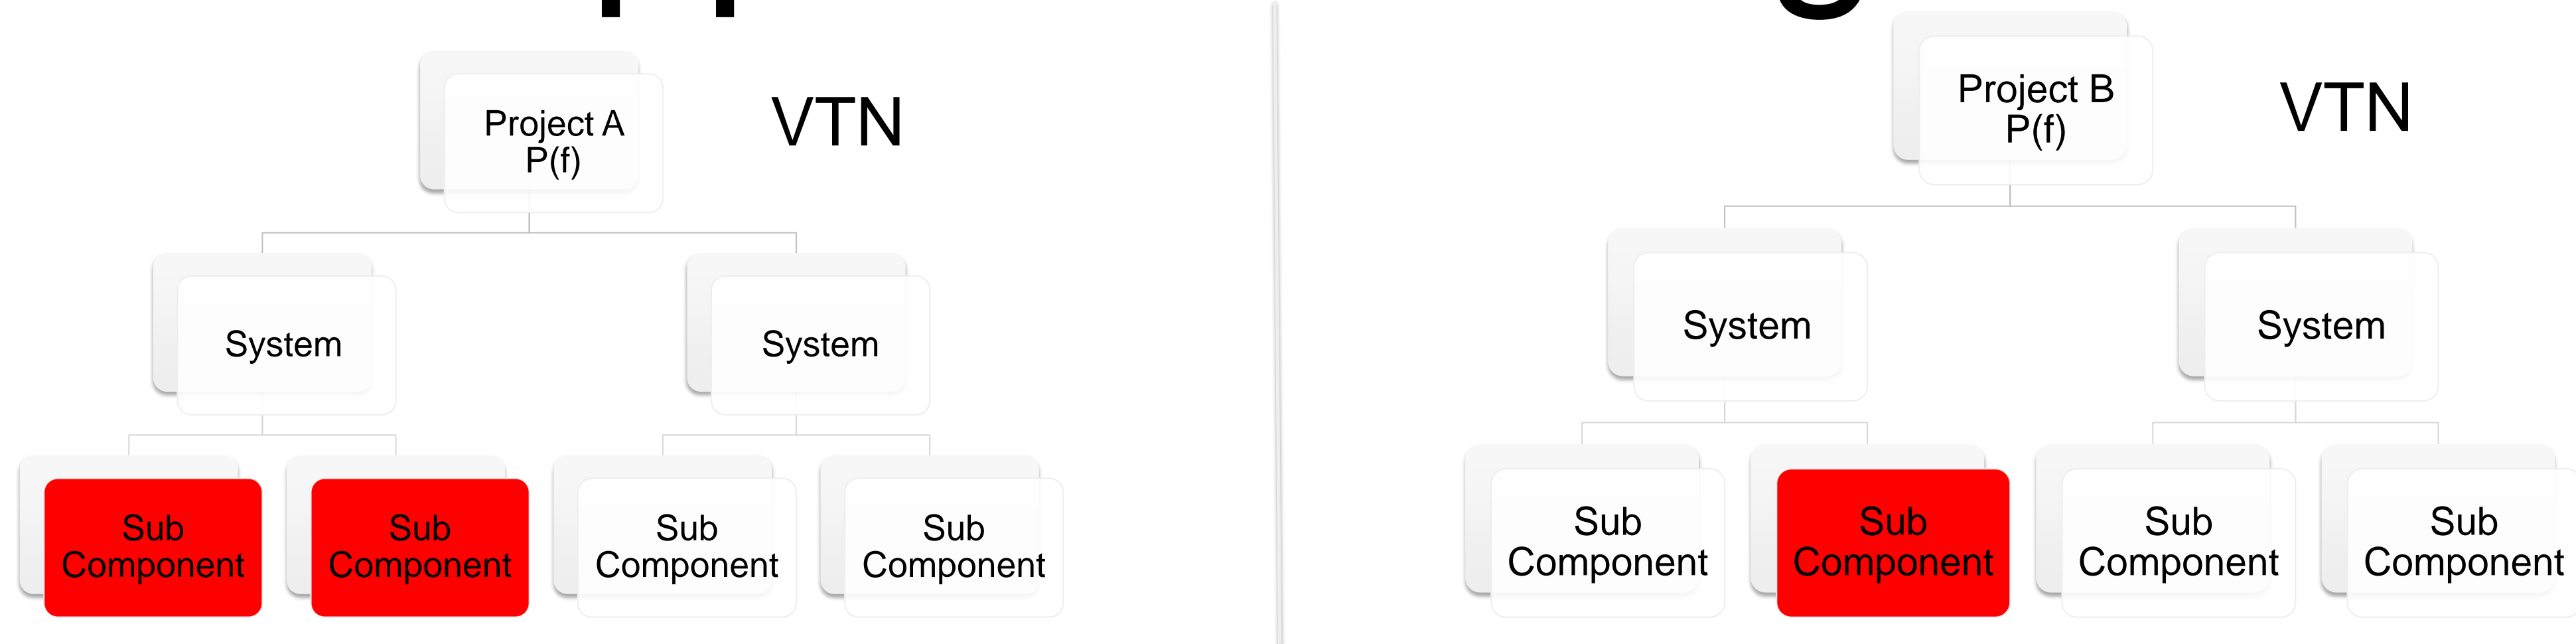 Project A
P(f)
VTN
System
System
Sub
Component
Sub
Component
Sub
Component
Sub
Component
Project B
P(f)
VTN
System
System
Sub
Component
Sub
Component
Sub
Component
Sub
Component